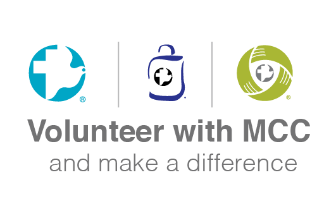 Volunteer with MCC
and make a difference